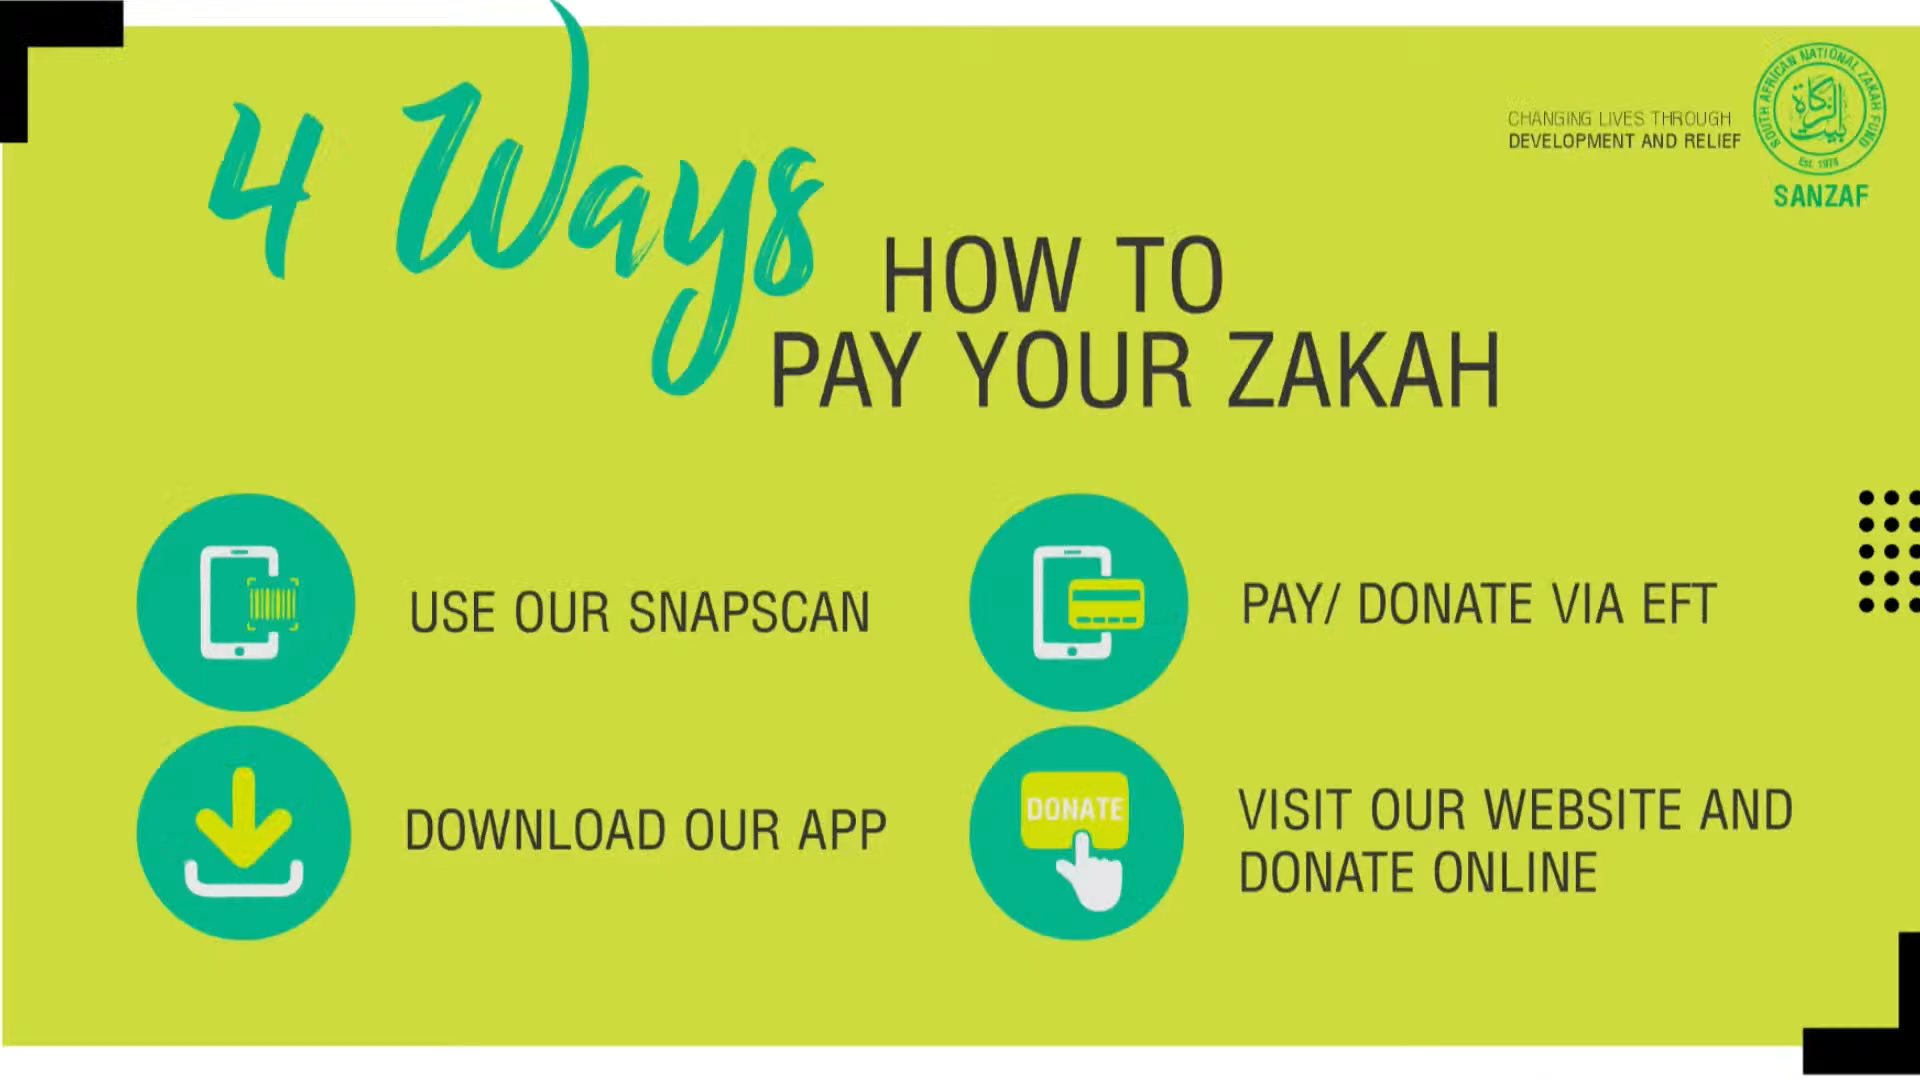 4 Ways
HOW TO
PAY YOUR ZAKAH
CHANGING LIVES THROUGH
DEVELOPMENT AND RELIEF
SOUTH AFRICAN NATIONAL ZAKAH FUND
بيت الزكاة
Est. 1974
SANZAF
USE OUR SNAPSCAN
PAY/ DONATE VIA EFT
DOWNLOAD OUR APP
DONATE
VISIT OUR WEBSITE AND
DONATE ONLINE